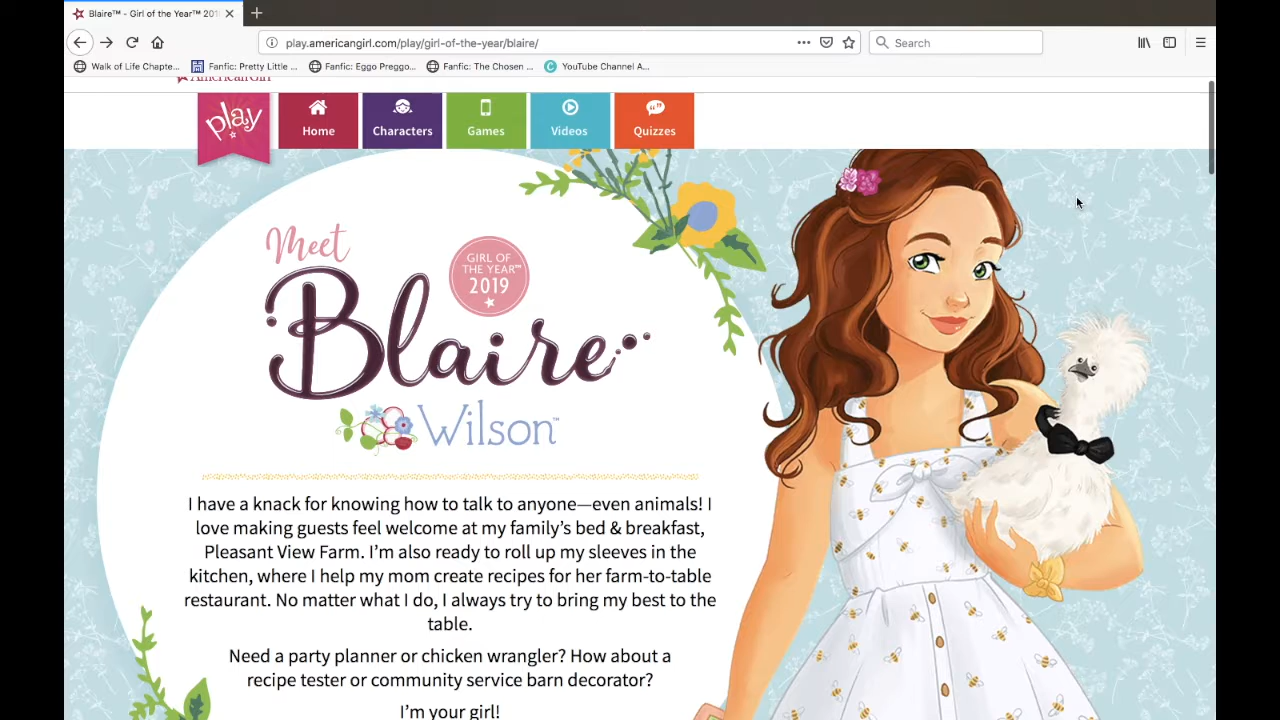 Blaire™ - Girl of the Year™ 201
play.americangirl.com/play/girl-of-the-year/blaire/
Search
Walk of Life Chapte...
Fanfic: Pretty Little ...
Fanfic: Eggo Preggo...
Fanfic: The Chosen ...
YouTube Channel A...
AmericanGirl
play
Home
Characters
Games
Videos
Quizzes
Meet
GIRL OF
THE YEAR™
2019
Blaire
Wilson™
I have a knack for knowing how to talk to anyone—even animals! I
love making guests feel welcome at my family's bed & breakfast,
Pleasant View Farm. I'm also ready to roll up my sleeves in the
kitchen, where I help my mom create recipes for her farm-to-table
restaurant. No matter what I do, I always try to bring my best to the
table.
Need a party planner or chicken wrangler? How about a
recipe tester or community service barn decorator?
I'm your girl!